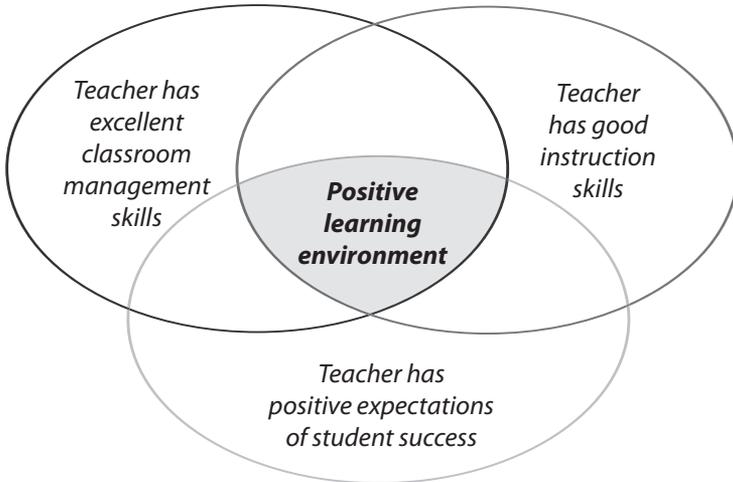 Teacher has
excellent
classroom
management
skills
Teacher
has good
instruction
skills
Positive
learning
environment
Teacher has
positive expectations
of student success